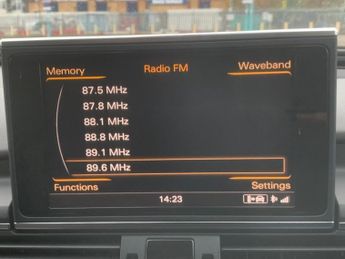 Memory Radio FM Waveband
87.5 MHz
87.8 MHz
88.1 MHz
88.8 MHz
89.1 MHz
89.6 MHz
Functions Settings
14:23